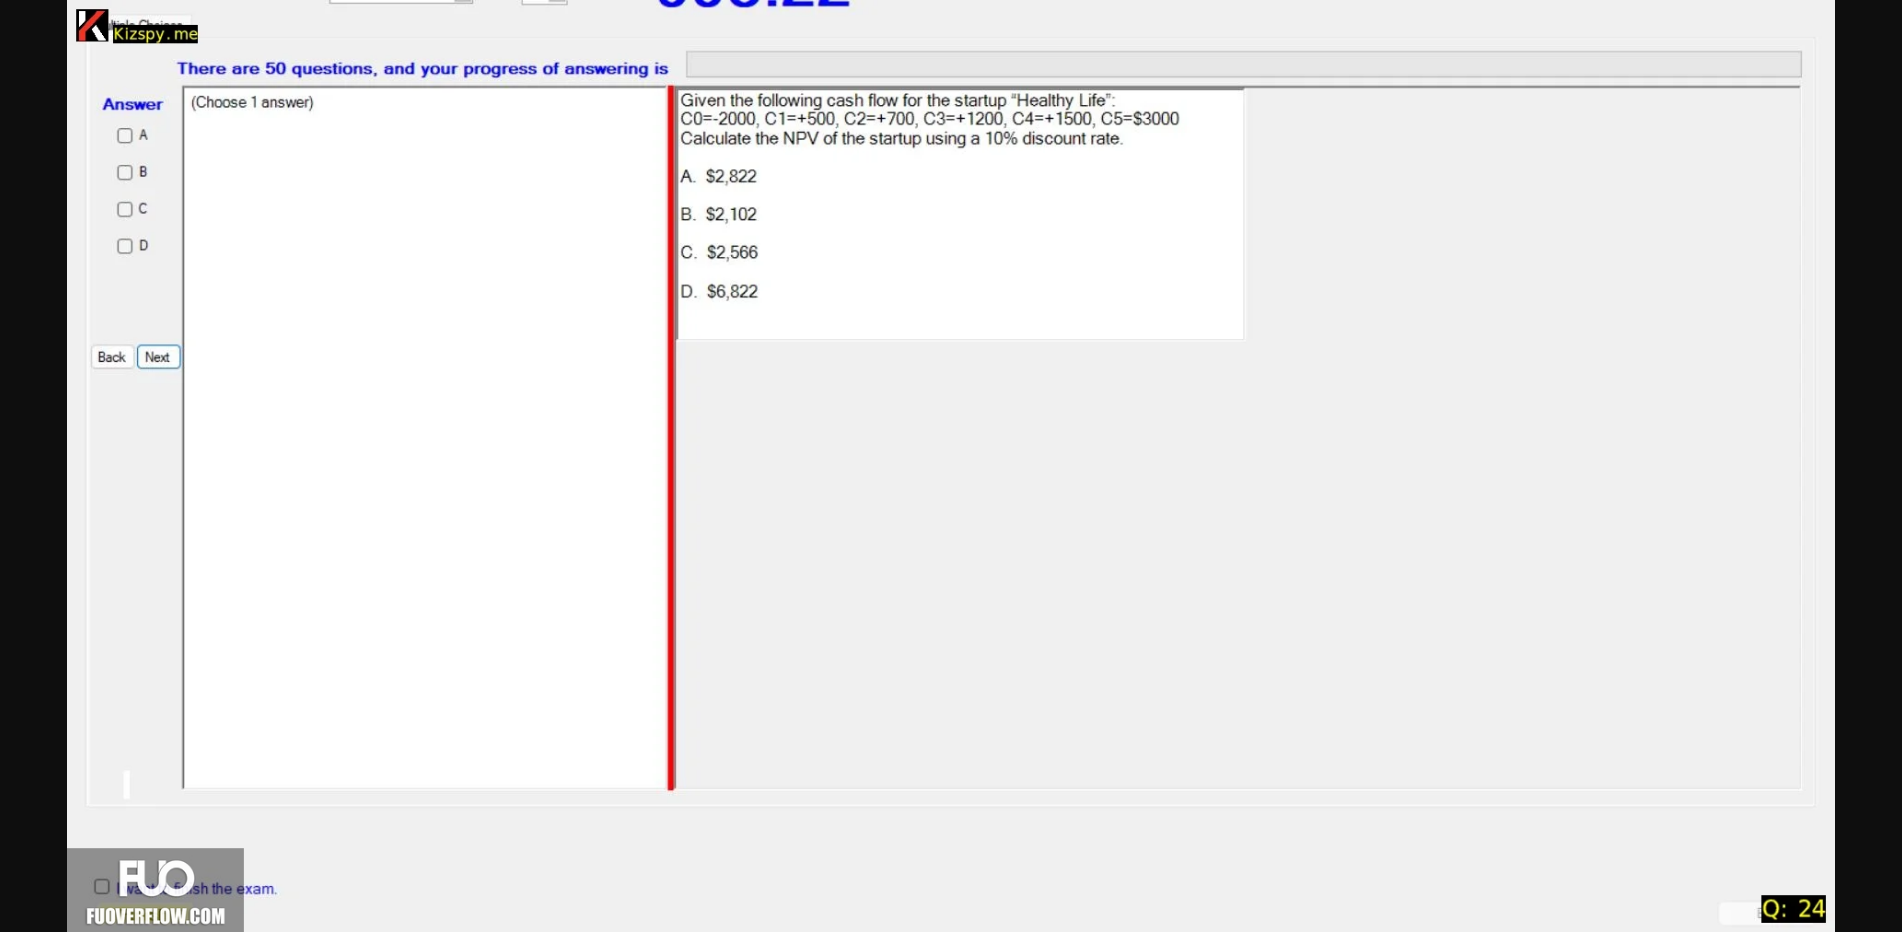 Kizspy.me
There are 50 questions, and your progress of answering is
Answer
(Choose 1 answer)
A
B
C
D
Back
Next
Given the following cash flow for the startup “Healthy Life”:
C0=-2000, C1=+500, C2=+700, C3=+1200, C4=+1500, C5=$3000
Calculate the NPV of the startup using a 10% discount rate.
A. $2,822
B. $2,102
C. $2,566
D. $6,822
FUO
the exam.
FUOVERFLOW.COM
Q: 24